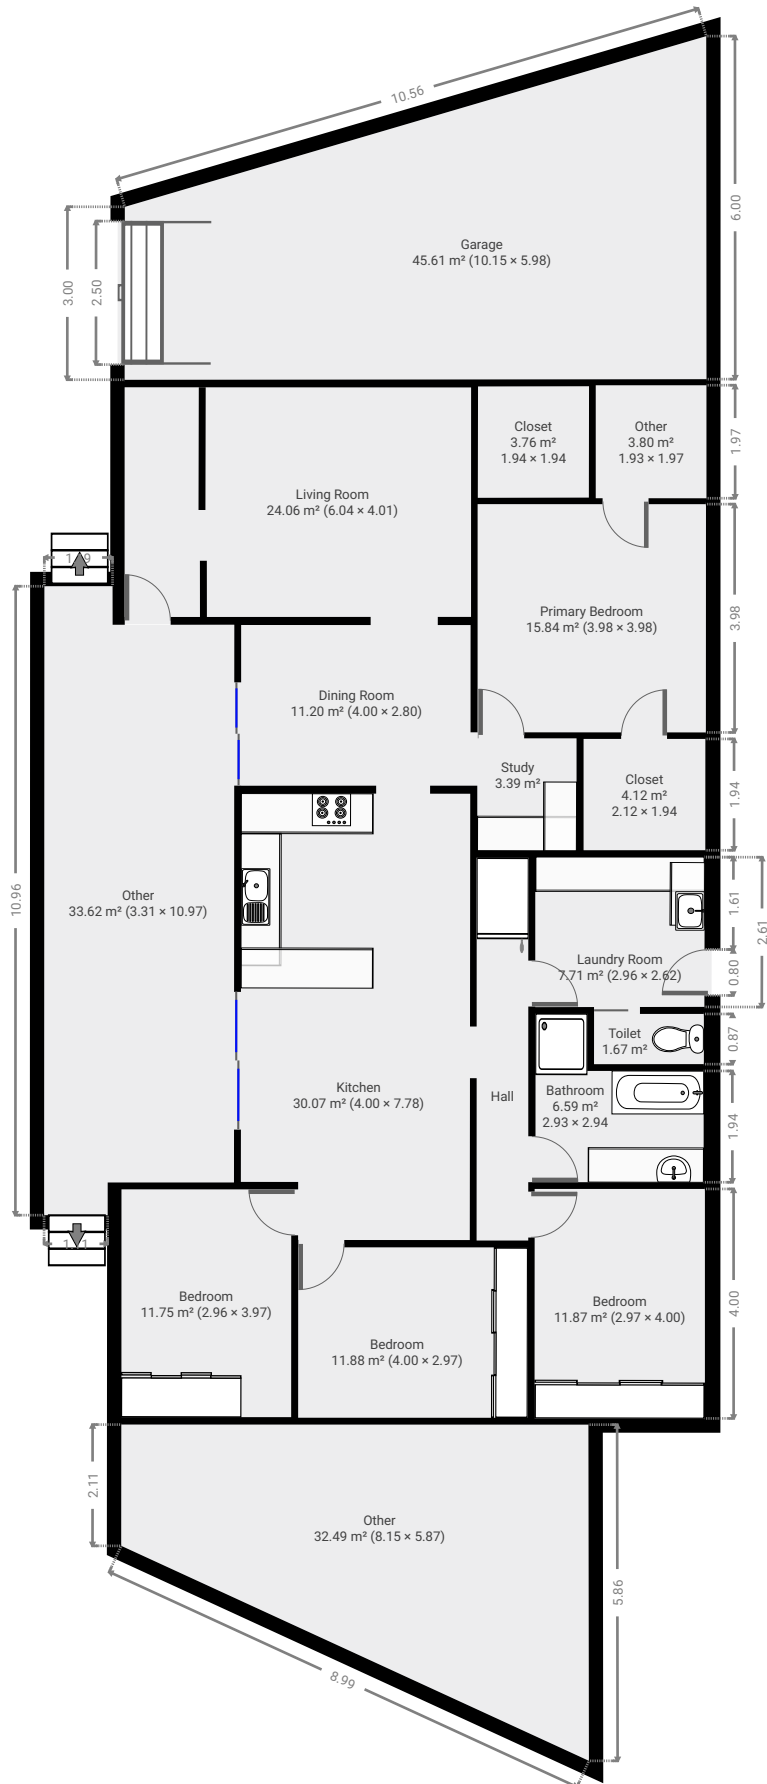 10.56
6.00
3.00
2.50
Garage
45.61 m² (10.15 × 5.98)
Closet
3.76 m²
1.94 × 1.94
Other
3.80 m²
1.93 × 1.97
1.97
Living Room
24.06 m² (6.04 × 4.01)
Primary Bedroom
15.84 m² (3.98 × 3.98)
3.98
Dining Room
11.20 m² (4.00 × 2.80)
Study
3.39 m²
Closet
4.12 m²
2.12 × 1.94
1.94
10.96
Other
33.62 m² (3.31 × 10.97)
1.61
2.61
Laundry Room
7.71 m² (2.96 × 2.62)
0.80
Toilet
1.67 m²
0.87
Kitchen
30.07 m² (4.00 × 7.78)
Hall
Bathroom
6.59 m²
2.93 × 2.94
1.94
Bedroom
11.75 m² (2.96 × 3.97)
Bedroom
11.88 m² (4.00 × 2.97)
Bedroom
11.87 m² (2.97 × 4.00)
4.00
2.11
Other
32.49 m² (8.15 × 5.87)
5.86
8.99